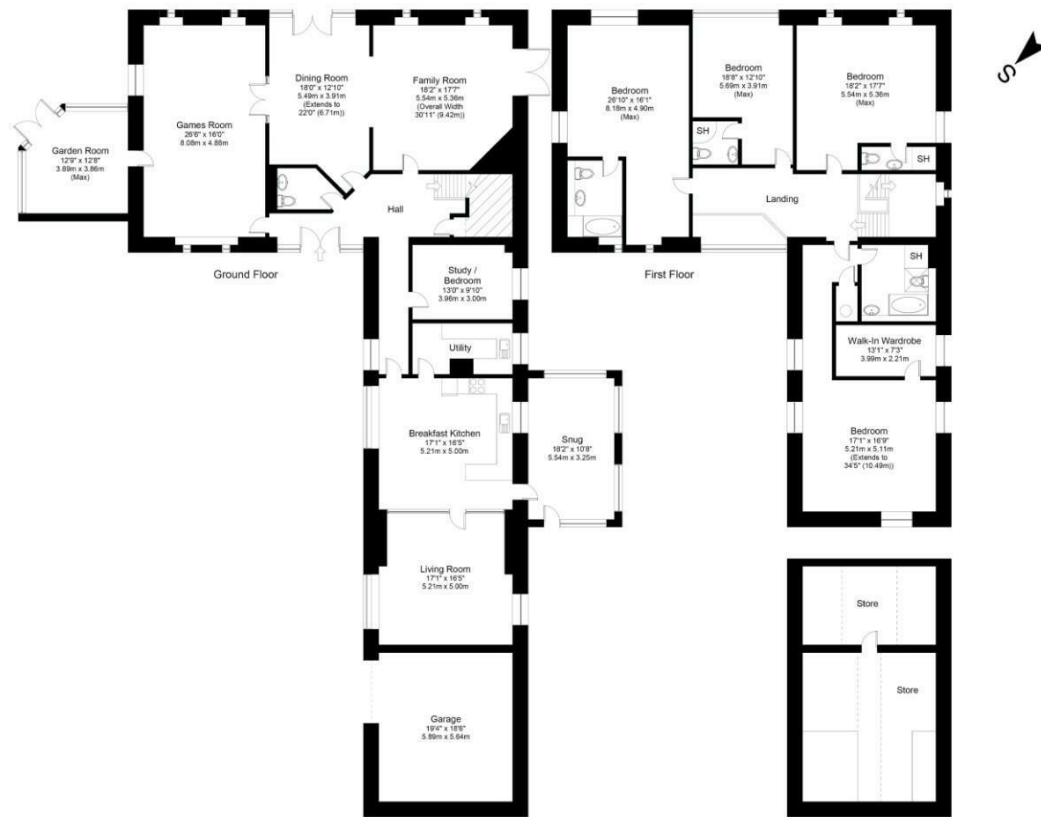 Dining Room
18'0" x 12'10"
5.49m x 3.91m
(Extends to
22'0" (6.71m))
Family Room
18'2" x 17'7"
5.54m x 5.36m
(Overall Width
30'11" (9.42m))
Games Room
26'6" x 16'0"
8.08m x 4.88m
Garden Room
12'9" x 12'8"
3.89m x 3.86m
(Max)
Hall
Ground Floor
Study /
Bedroom
13'0" x 9'10"
3.96m x 3.00m
Utility
Breakfast Kitchen
17'1" x 16'5"
5.21m x 5.00m
Snug
18'2" x 10'8"
5.54m x 3.25m
Living Room
17'1" x 16'5"
5.21m x 5.00m
Garage
19'4" x 18'6"
5.89m x 5.64m
Bedroom
26'10" x 16'1"
8.18m x 4.90m
(Max)
Bedroom
18'8" x 12'10"
5.69m x 3.91m
(Max)
Bedroom
18'2" x 17'7"
5.54m x 5.36m
(Max)
SH
SH
Landing
First Floor
SH
Walk-In Wardrobe
13'1" x 7'3"
3.99m x 2.21m
Bedroom
17'1" x 16'9"
5.21m x 5.11m
(Extends to
34'5" (10.49m))
Store
Store
S